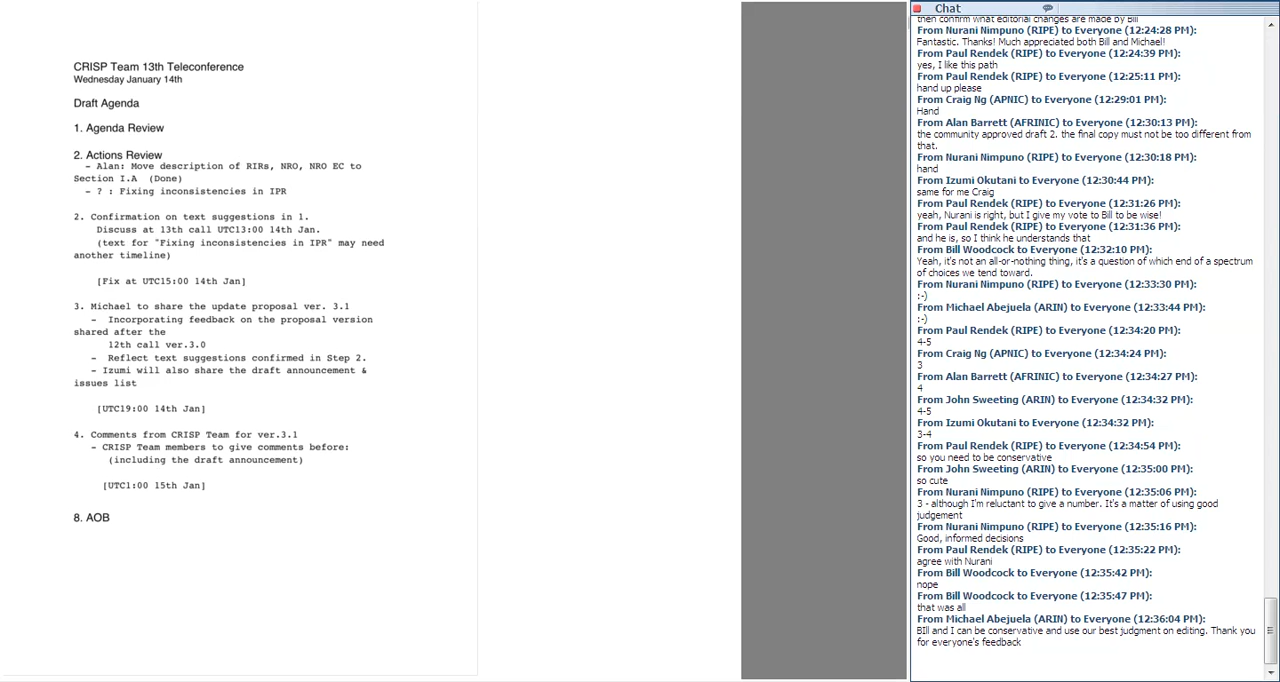 CRISP Team 13th Teleconference
Wednesday January 14th
Draft Agenda
1. Agenda Review
2. Actions Review
- Alan: Move description of RIRs, NRO, NRO EC to
Section I.A (Done)
- ? : Fixing inconsistencies in IPR
2. Confirmation on text suggestions in 1.
Discuss at 13th call UTC13:00 14th Jan.
(text for "Fixing inconsistencies in IPR" may need
another timeline)
[Fix at UTC15:00 14th Jan]
3. Michael to share the update proposal ver. 3.1
- Incorporating feedback on the proposal version
shared after the
12th call ver.3.0
- Reflect text suggestions confirmed in Step 2.
- Izumi will also share the draft announcement &
issues list
[UTC19:00 14th Jan]
4. Comments from CRISP Team for ver.3.1
- CRISP Team members to give comments before:
(including the draft announcement)
[UTC1:00 15th Jan]
8. AOB
Chat
then confirm what editorial changes are made by Bill
From Nurani Nimpuno (RIPE) to Everyone (12:24:28 PM):
Fantastic. Thanks! Much appreciated both Bill and Michael!
From Paul Rendek (RIPE) to Everyone (12:24:39 PM):
yes, I like this path
From Paul Rendek (RIPE) to Everyone (12:25:11 PM):
hand up please
From Craig Ng (APNIC) to Everyone (12:29:01 PM):
Hand
From Alan Barrett (AFRINIC) to Everyone (12:30:13 PM):
the community approved draft 2. the final copy must not be too different from
that.
From Nurani Nimpuno (RIPE) to Everyone (12:30:18 PM):
hand
From Izumi Okutani to Everyone (12:30:44 PM):
same for me Craig
From Paul Rendek (RIPE) to Everyone (12:31:26 PM):
yeah, Nurani is right, but I give my vote to Bill to be wise!
From Paul Rendek (RIPE) to Everyone (12:31:36 PM):
and he is, so I think he understands that
From Bill Woodcock to Everyone (12:32:10 PM):
Yeah, it's not an all-or-nothing thing, it's a question of which end of a spectrum
of choices we tend toward.
From Nurani Nimpuno (RIPE) to Everyone (12:33:30 PM):
:-)
From Michael Abejuela (ARIN) to Everyone (12:33:44 PM):
:-)
From Paul Rendek (RIPE) to Everyone (12:34:20 PM):
4-5
From Craig Ng (APNIC) to Everyone (12:34:24 PM):
3
From Alan Barrett (AFRINIC) to Everyone (12:34:27 PM):
4
From John Sweeting (ARIN) to Everyone (12:34:32 PM):
4-5
From Izumi Okutani to Everyone (12:34:32 PM):
3-4
From Paul Rendek (RIPE) to Everyone (12:34:54 PM):
so you need to be conservative
From John Sweeting (ARIN) to Everyone (12:35:00 PM):
so cute
From Nurani Nimpuno (RIPE) to Everyone (12:35:06 PM):
3 - although I'm reluctant to give a number. It's a matter of using good
judgement
From Nurani Nimpuno (RIPE) to Everyone (12:35:16 PM):
Good, informed decisions
From Paul Rendek (RIPE) to Everyone (12:35:22 PM):
agree with Nurani
From Bill Woodcock to Everyone (12:35:42 PM):
nope
From Bill Woodcock to Everyone (12:35:47 PM):
that was all
From Michael Abejuela (ARIN) to Everyone (12:36:04 PM):
BIll and I can be conservative and use our best judgment on editing. Thank you
for everyone's feedback